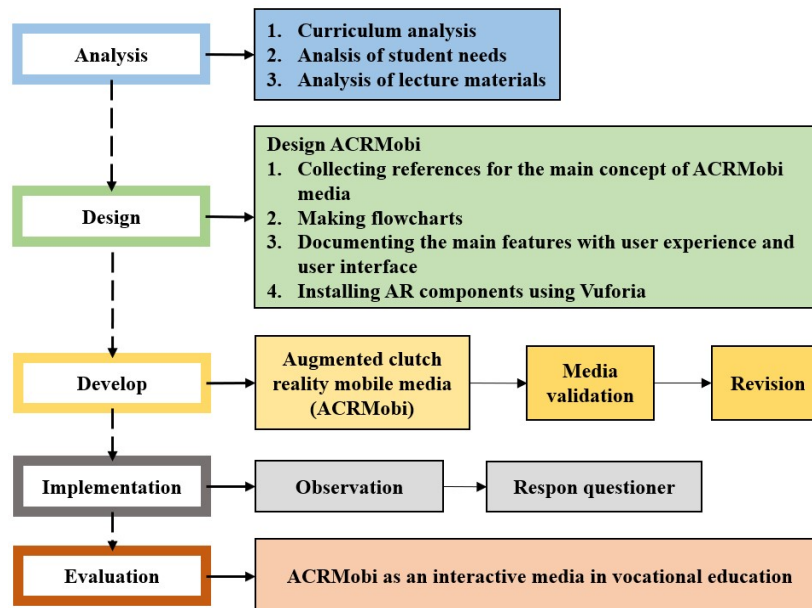 Analysis
1. Curriculum analysis
2. Analsis of student needs
3. Analysis of lecture materials
Design
Design ACRMobi
1. Collecting references for the main concept of ACRMobi
media
2. Making flowcharts
3. Documenting the main features with user experience and
user interface
4. Installing AR components using Vuforia
Develop
Augmented clutch
reality mobile media
(ACRMobi)
Media
validation
Revision
Implementation
Observation
Respon questioner
Evaluation
ACRMobi as an interactive media in vocational education